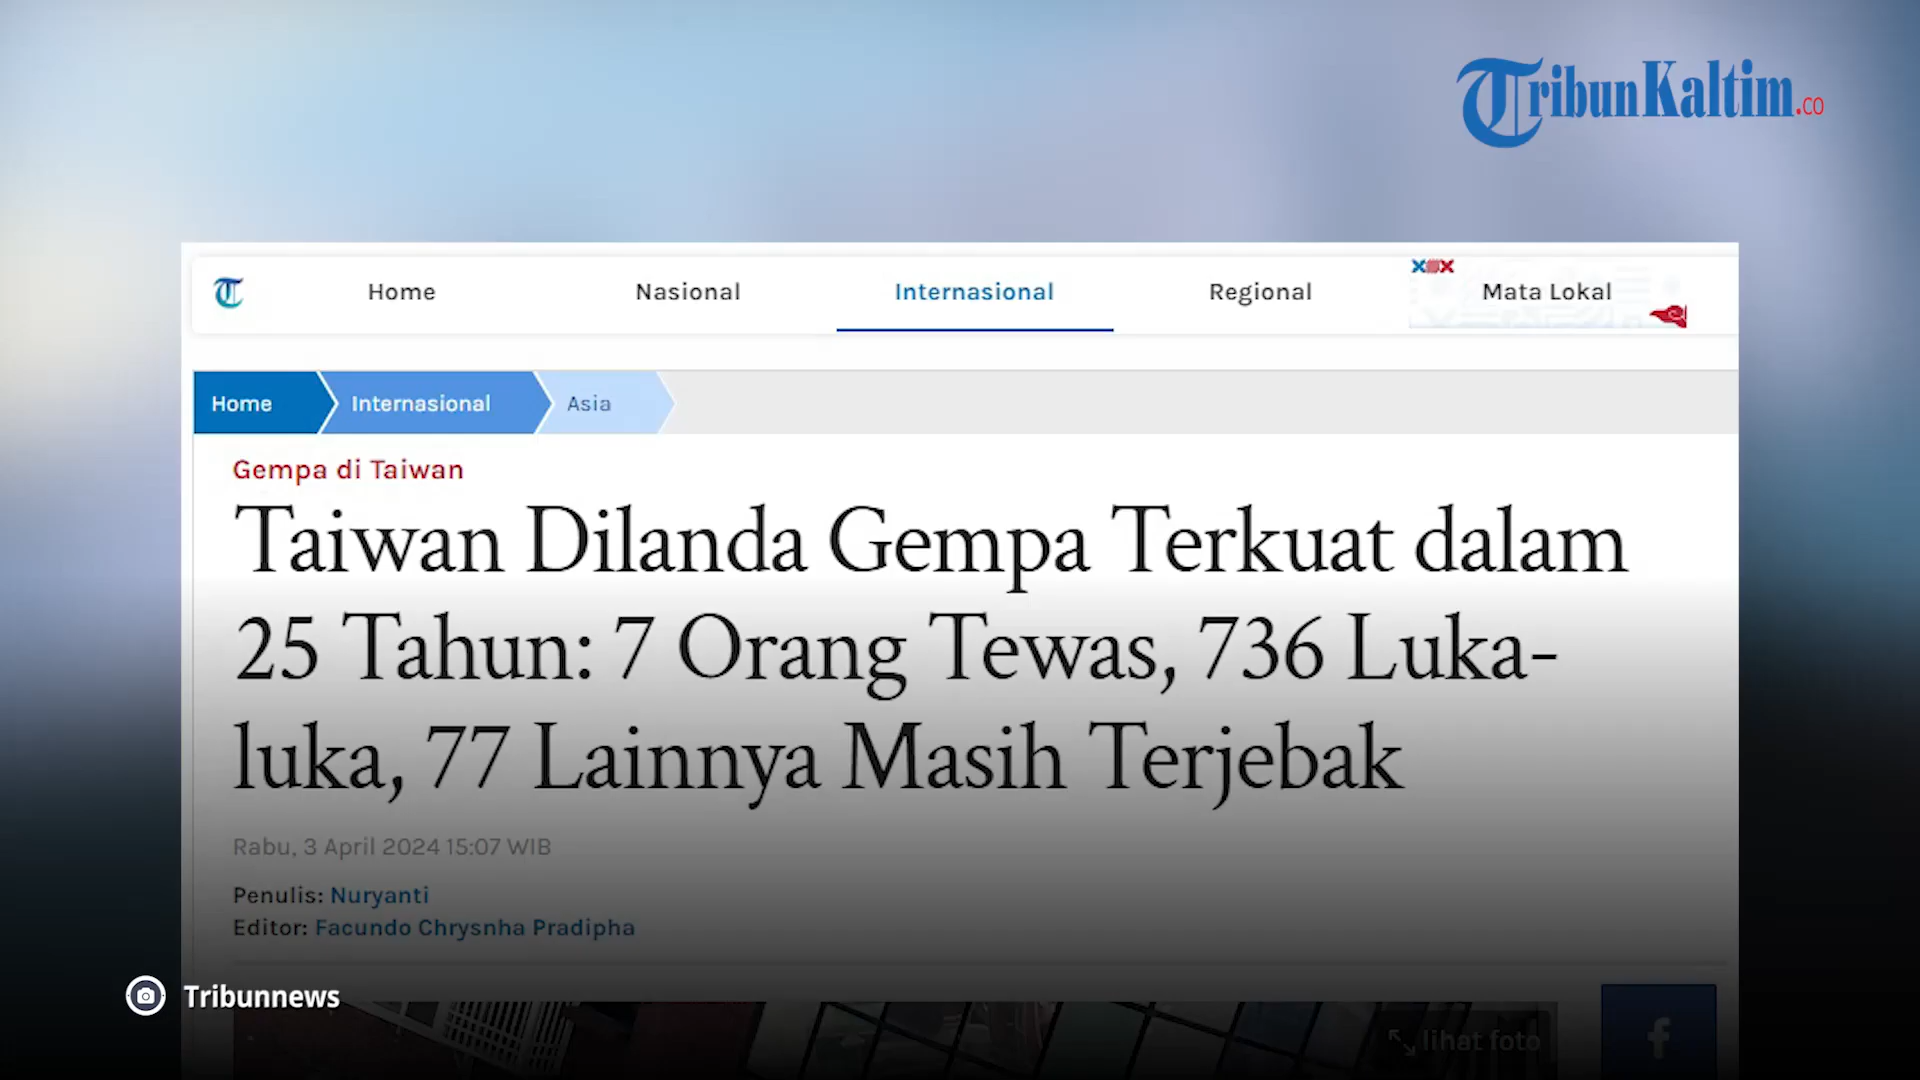 TribunKaltim.co
Home Nasional Internasional Regional Mata Lokal
Home Internasional Asia
Gempa di Taiwan
Taiwan Dilanda Gempa Terkuat dalam
25 Tahun: 7 Orang Tewas, 736 Luka-
luka, 77 Lainnya Masih Terjebak
Rabu, 3 April 2024 15:07 WIB
Penulis: Nuryanti
Editor: Facundo Chrysnha Pradipha
Tribunnews
lihat foto